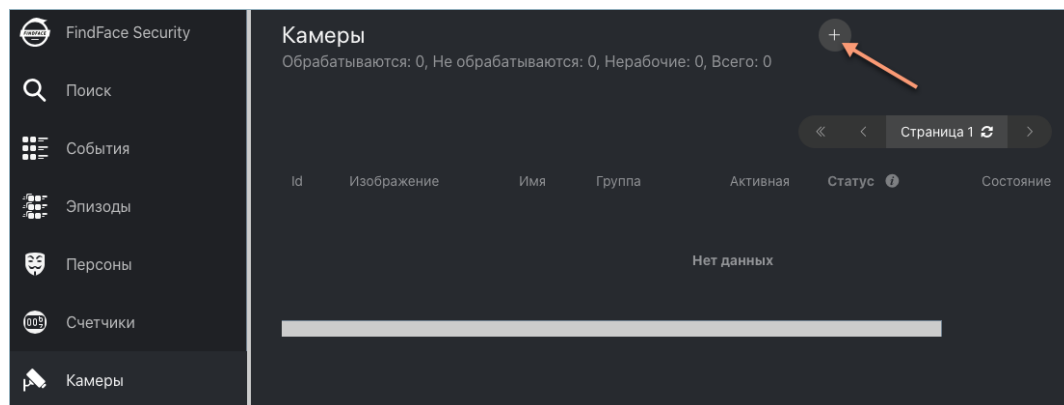 FindFace Security
Поиск
События
Эпизоды
Персоны
Счетчики
Камеры
Камеры
Обрабатываются: 0, Не обрабатываются: 0, Нерабочие: 0, Всего: 0
« < Страница 1 >
Id Изображение Имя Группа Активная Статус Состояние
Нет данных